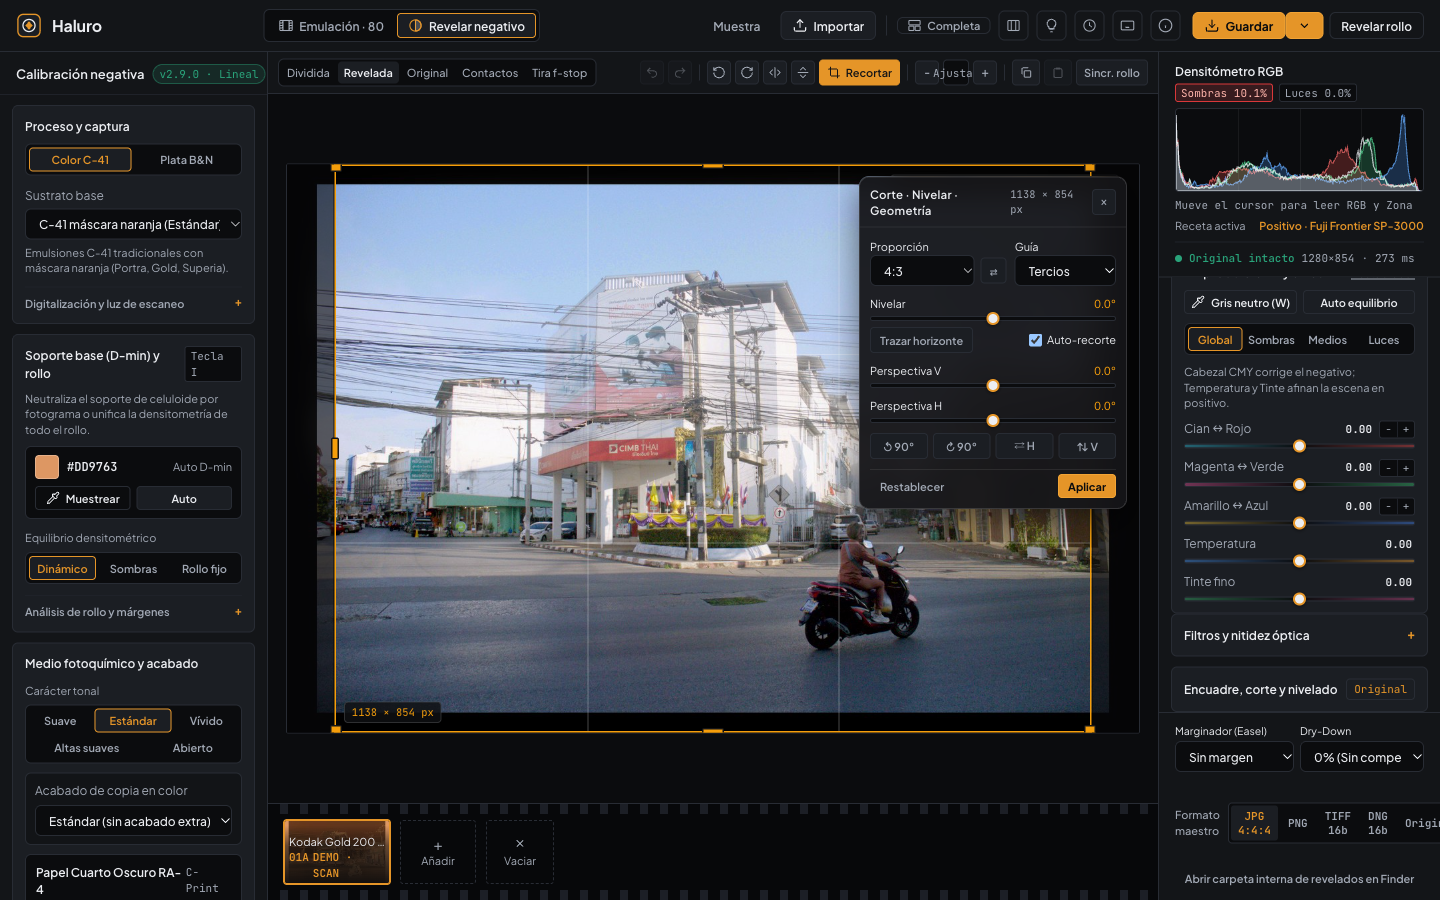 Haluro
Emulación · 80
Revelar negativo
Muestra
Importar
Completa
Guardar
Revelar rollo
Calibración negativa
v2.9.0 · Lineal
Dividida
Revelada
Original
Contactos
Tira f-stop
Recortar
- Ajusta +
Sincr. rollo
Proceso y captura
Color C-41
Plata B&N
Sustrato base
C-41 máscara naranja (Estándar)
Emulsiones C-41 tradicionales con
máscara naranja (Portra, Gold, Superia).
Digitalización y luz de escaneo +
Soporte base (D-min) y
rollo
Tecla
I
Neutraliza el soporte de celuloide por
fotograma o unifica la densitometría de
todo el rollo.
#DD9763
Auto D-min
Muestrear
Auto
Equilibrio densitométrico
Dinámico
Sombras
Rollo fijo
Análisis de rollo y márgenes +
Medio fotoquímico y acabado
Carácter tonal
Suave
Estándar
Vívido
Altas suaves
Abierto
Acabado de copia en color
Estándar (sin acabado extra)
Papel Cuarto Oscuro RA-
4
C-
Print
CIMB THAI
1138 × 854 px
Corte · Nivelar ·
Geometría
1138 × 854
px
×
Proporción
Guía
4:3
⇄
Tercios
Nivelar 0.0°
Trazar horizonte
Auto-recorte
Perspectiva V 0.0°
Perspectiva H 0.0°
↺ 90°
↻ 90°
⇄ H
⇅ V
Restablecer
Aplicar
Kodak Gold 200 ...
01A DEMO ·
SCAN
+
Añadir
×
Vaciar
Densitómetro RGB
Sombras 10.1%
Luces 0.0%
Mueve el cursor para leer RGB y Zona
Receta activa
Positivo · Fuji Frontier SP-3000
Original intacto 1280×854 · 273 ms
Gris neutro (W)
Auto equilibrio
Global
Sombras
Medios
Luces
Cabezal CMY corrige el negativo;
Temperatura y Tinte afinan la escena en
positivo.
Cian ↔ Rojo 0.00 - +
Magenta ↔ Verde 0.00 - +
Amarillo ↔ Azul 0.00 - +
Temperatura 0.00
Tinte fino 0.00
Filtros y nitidez óptica +
Encuadre, corte y nivelado
Original
Marginador (Easel)
Dry-Down
Sin margen
0% (Sin compe
Formato
maestro
JPG
4:4:4
PNG
TIFF
16b
DNG
16b
Origin
Abrir carpeta interna de revelados en Finder